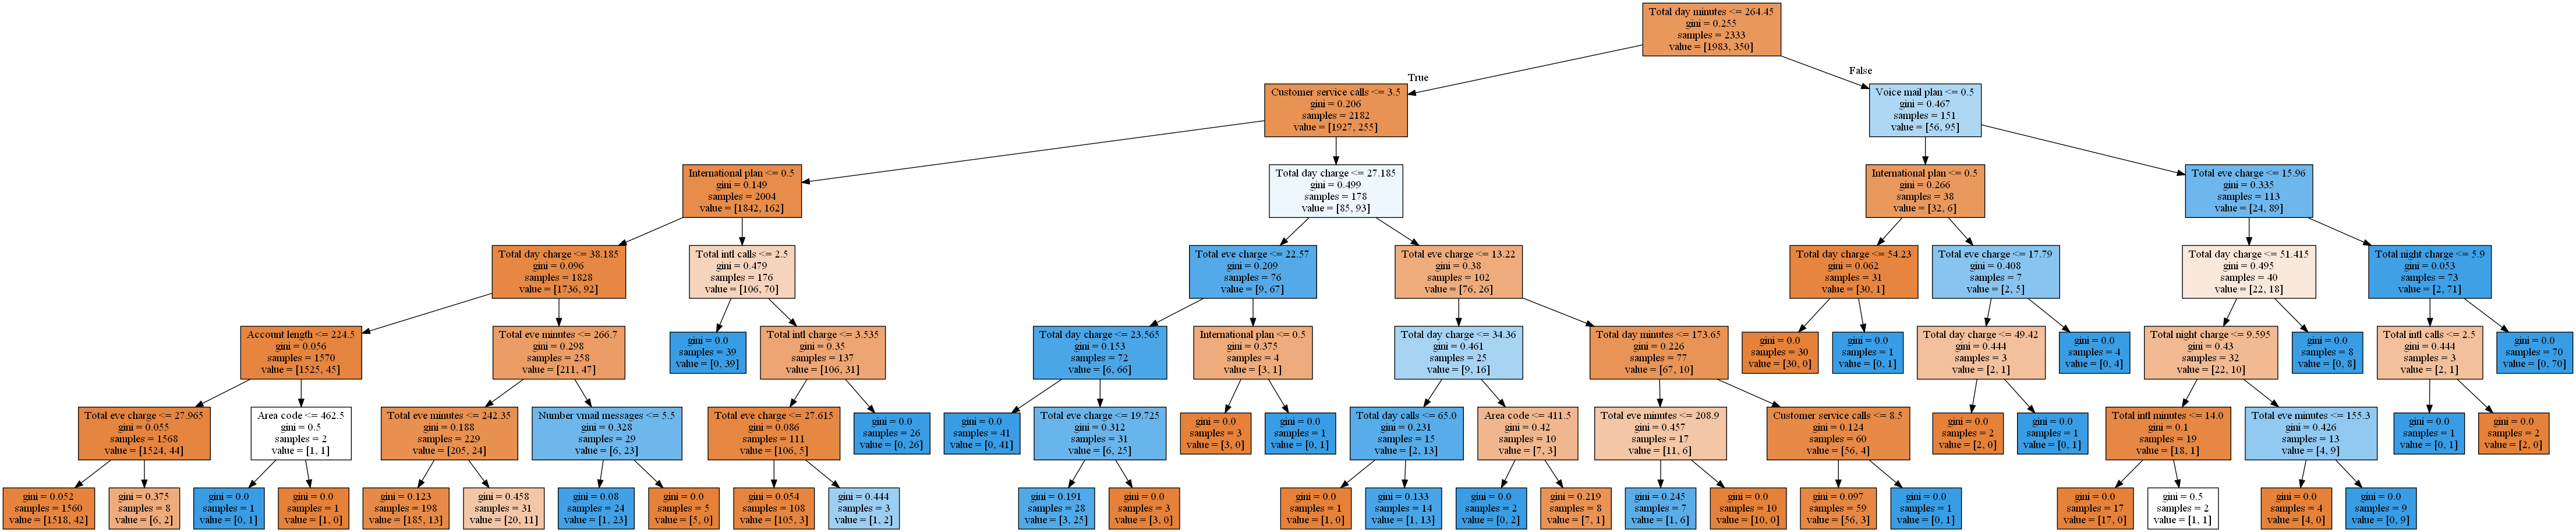 Total day minutes <= 264.45
gini = 0.255
samples = 2333
value = [1983, 350]
True
False
Customer service calls <= 3.5
gini = 0.206
samples = 2182
value = [1927, 255]
Voice mail plan <= 0.5
gini = 0.467
samples = 151
value = [56, 95]
International plan <= 0.5
gini = 0.149
samples = 2004
value = [1842, 162]
Total day charge <= 27.185
gini = 0.499
samples = 178
value = [85, 93]
International plan <= 0.5
gini = 0.266
samples = 38
value = [32, 6]
Total eve charge <= 15.96
gini = 0.335
samples = 113
value = [24, 89]
Total day charge <= 38.185
gini = 0.096
samples = 1828
value = [1736, 92]
Total intl calls <= 2.5
gini = 0.479
samples = 176
value = [106, 70]
Total eve charge <= 22.57
gini = 0.209
samples = 76
value = [9, 67]
Total eve charge <= 13.22
gini = 0.38
samples = 102
value = [76, 26]
Total day charge <= 54.23
gini = 0.062
samples = 31
value = [30, 1]
Total eve charge <= 17.79
gini = 0.408
samples = 7
value = [2, 5]
Total day charge <= 51.415
gini = 0.495
samples = 40
value = [22, 18]
Total night charge <= 5.9
gini = 0.053
samples = 73
value = [2, 71]
Account length <= 224.5
gini = 0.056
samples = 1570
value = [1525, 45]
Total eve minutes <= 266.7
gini = 0.298
samples = 258
value = [211, 47]
gini = 0.0
samples = 39
value = [0, 39]
Total intl charge <= 3.535
gini = 0.35
samples = 137
value = [106, 31]
Total day charge <= 23.565
gini = 0.153
samples = 72
value = [6, 66]
International plan <= 0.5
gini = 0.375
samples = 4
value = [3, 1]
Total day charge <= 34.36
gini = 0.461
samples = 25
value = [9, 16]
Total day minutes <= 173.65
gini = 0.226
samples = 77
value = [67, 10]
gini = 0.0
samples = 30
value = [30, 0]
gini = 0.0
samples = 1
value = [0, 1]
Total day charge <= 49.42
gini = 0.444
samples = 3
value = [2, 1]
gini = 0.0
samples = 4
value = [0, 4]
Total night charge <= 9.595
gini = 0.43
samples = 32
value = [22, 10]
gini = 0.0
samples = 8
value = [0, 8]
Total intl calls <= 2.5
gini = 0.444
samples = 3
value = [2, 1]
gini = 0.0
samples = 70
value = [0, 70]
Total eve charge <= 27.965
gini = 0.055
samples = 1568
value = [1524, 44]
Area code <= 462.5
gini = 0.5
samples = 2
value = [1, 1]
Total eve minutes <= 242.35
gini = 0.188
samples = 229
value = [205, 24]
Number vmail messages <= 5.5
gini = 0.328
samples = 29
value = [6, 23]
Total eve charge <= 27.615
gini = 0.086
samples = 111
value = [106, 5]
gini = 0.0
samples = 26
value = [0, 26]
gini = 0.0
samples = 41
value = [0, 41]
Total eve charge <= 19.725
gini = 0.312
samples = 31
value = [6, 25]
gini = 0.0
samples = 3
value = [3, 0]
gini = 0.0
samples = 1
value = [0, 1]
Total day calls <= 65.0
gini = 0.231
samples = 15
value = [2, 13]
Area code <= 411.5
gini = 0.42
samples = 10
value = [7, 3]
Total eve minutes <= 208.9
gini = 0.457
samples = 17
value = [11, 6]
Customer service calls <= 8.5
gini = 0.124
samples = 60
value = [56, 4]
gini = 0.0
samples = 2
value = [2, 0]
gini = 0.0
samples = 1
value = [0, 1]
Total intl minutes <= 14.0
gini = 0.1
samples = 19
value = [18, 1]
Total eve minutes <= 155.3
gini = 0.426
samples = 13
value = [4, 9]
gini = 0.0
samples = 1
value = [0, 1]
gini = 0.0
samples = 2
value = [2, 0]
gini = 0.052
samples = 1560
value = [1518, 42]
gini = 0.375
samples = 8
value = [6, 2]
gini = 0.0
samples = 1
value = [0, 1]
gini = 0.0
samples = 1
value = [1, 0]
gini = 0.123
samples = 198
value = [185, 13]
gini = 0.458
samples = 31
value = [20, 11]
gini = 0.08
samples = 24
value = [1, 23]
gini = 0.0
samples = 5
value = [5, 0]
gini = 0.054
samples = 108
value = [105, 3]
gini = 0.444
samples = 3
value = [1, 2]
gini = 0.191
samples = 28
value = [3, 25]
gini = 0.0
samples = 3
value = [3, 0]
gini = 0.0
samples = 1
value = [1, 0]
gini = 0.133
samples = 14
value = [1, 13]
gini = 0.0
samples = 2
value = [0, 2]
gini = 0.219
samples = 8
value = [7, 1]
gini = 0.245
samples = 7
value = [1, 6]
gini = 0.0
samples = 10
value = [10, 0]
gini = 0.097
samples = 59
value = [56, 3]
gini = 0.0
samples = 1
value = [0, 1]
gini = 0.0
samples = 17
value = [17, 0]
gini = 0.5
samples = 2
value = [1, 1]
gini = 0.0
samples = 4
value = [4, 0]
gini = 0.0
samples = 9
value = [0, 9]